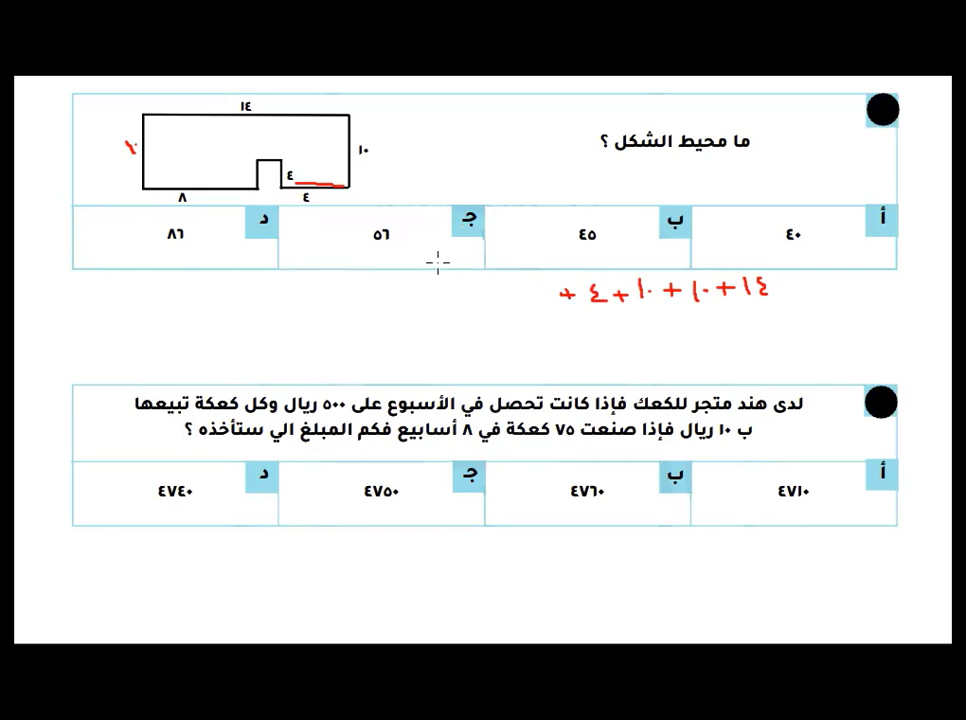 ما محيط الشكل ؟
١٤
١٠
١٠
٤
٨
٤
أ
ب
جـ
د
٤٠
٤٥
٥٦
٨٦
١٤ + ١٠ + ١٠ + ٤ +
لدى هند متجر للكعك فإذا كانت تحصل في الأسبوع على ٥٠٠ ريال وكل كعكة تبيعها
ب ١٠ ريال فإذا صنعت ٧٥ كعكة في ٨ أسابيع فكم المبلغ الي ستأخذه ؟
أ
ب
جـ
د
٤٧١٠
٤٧٦٠
٤٧٥٠
٤٧٤٠